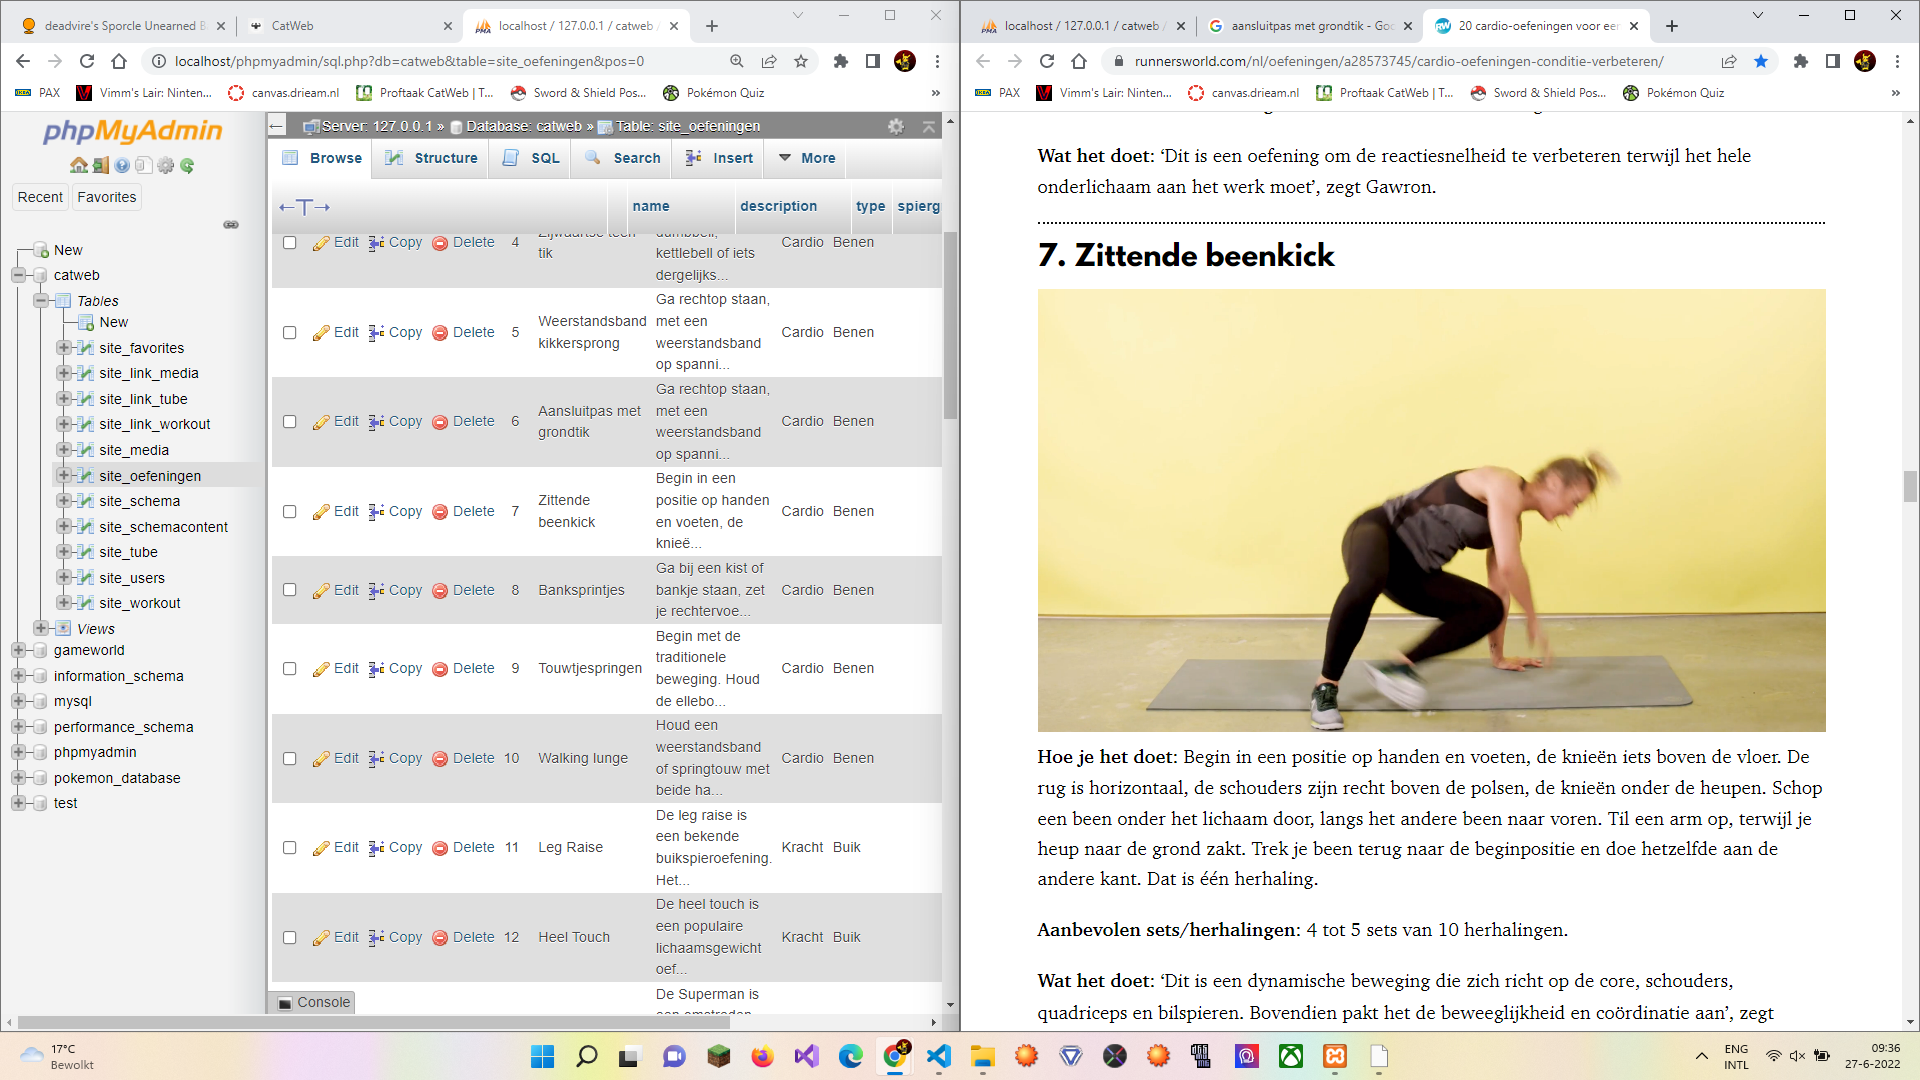 deadvire's Sporcle Unearned B
CatWeb
localhost / 127.0.0.1 / catweb /
localhost/phpmyadmin/sql.php?db=catweb&table=site_oefeningen&pos=0
PAX
Vimm's Lair: Ninten...
canvas.drieam.nl
Proftaak CatWeb | T...
Sword & Shield Pos...
Pokémon Quiz
»
phpMyAdmin
Recent
Favorites
New
catweb
Tables
New
site_favorites
site_link_media
site_link_tube
site_link_workout
site_media
site_oefeningen
site_schema
site_schemacontent
site_tube
site_users
site_workout
Views
gameworld
information_schema
mysql
performance_schema
phpmyadmin
pokemon_database
test
Server: 127.0.0.1 » Database: catweb » Table: site_oefeningen
Browse
Structure
SQL
Search
Insert
More
←T→
name
description
type
spierg
Edit Copy Delete 4 Zijwaartse teen tik dumbbell, kettlebell of iets dergelijks... Cardio Benen
Edit Copy Delete 5 Weerstandsband kikkersprong Ga rechtop staan, met een weerstandsband op spanni... Cardio Benen
Edit Copy Delete 6 Aansluitpas met grondtik Ga rechtop staan, met een weerstandsband op spanni... Cardio Benen
Edit Copy Delete 7 Zittende beenkick Begin in een positie op handen en voeten, de knieë... Cardio Benen
Edit Copy Delete 8 Banksprintjes Ga bij een kist of bankje staan, zet je rechtervoe... Cardio Benen
Edit Copy Delete 9 Touwtjespringen Begin met de traditionele beweging. Houd de ellebo... Cardio Benen
Edit Copy Delete 10 Walking lunge Houd een weerstandsband of springtouw met beide ha... Cardio Benen
Edit Copy Delete 11 Leg Raise De leg raise is een bekende buikspieroefening. Het... Kracht Buik
Edit Copy Delete 12 Heel Touch De heel touch is een populaire lichaamsgewicht oef... Kracht Buik
De Superman is
Console
localhost / 127.0.0.1 / catweb /
aansluitpas met grondtik - Goo
20 cardio-oefeningen voor een
runnersworld.com/nl/oefeningen/a28573745/cardio-oefeningen-conditie-verbeteren/
PAX
Vimm's Lair: Ninten...
canvas.drieam.nl
Proftaak CatWeb | T...
Sword & Shield Pos...
Pokémon Quiz
»
Wat het doet: ‘Dit is een oefening om de reactiesnelheid te verbeteren terwijl het hele
onderlichaam aan het werk moet’, zegt Gawron.
7. Zittende beenkick
Hoe je het doet: Begin in een positie op handen en voeten, de knieën iets boven de vloer. De
rug is horizontaal, de schouders zijn recht boven de polsen, de knieën onder de heupen. Schop
een been onder het lichaam door, langs het andere been naar voren. Til een arm op, terwijl je
heup naar de grond zakt. Trek je been terug naar de beginpositie en doe hetzelfde aan de
andere kant. Dat is één herhaling.
Aanbevolen sets/herhalingen: 4 tot 5 sets van 10 herhalingen.
Wat het doet: ‘Dit is een dynamische beweging die zich richt op de core, schouders,
quadriceps en bilspieren. Bovendien pakt het de beweeglijkheid en coördinatie aan’, zegt
17°C
Bewolkt
ENG
INTL
09:36
27-6-2022